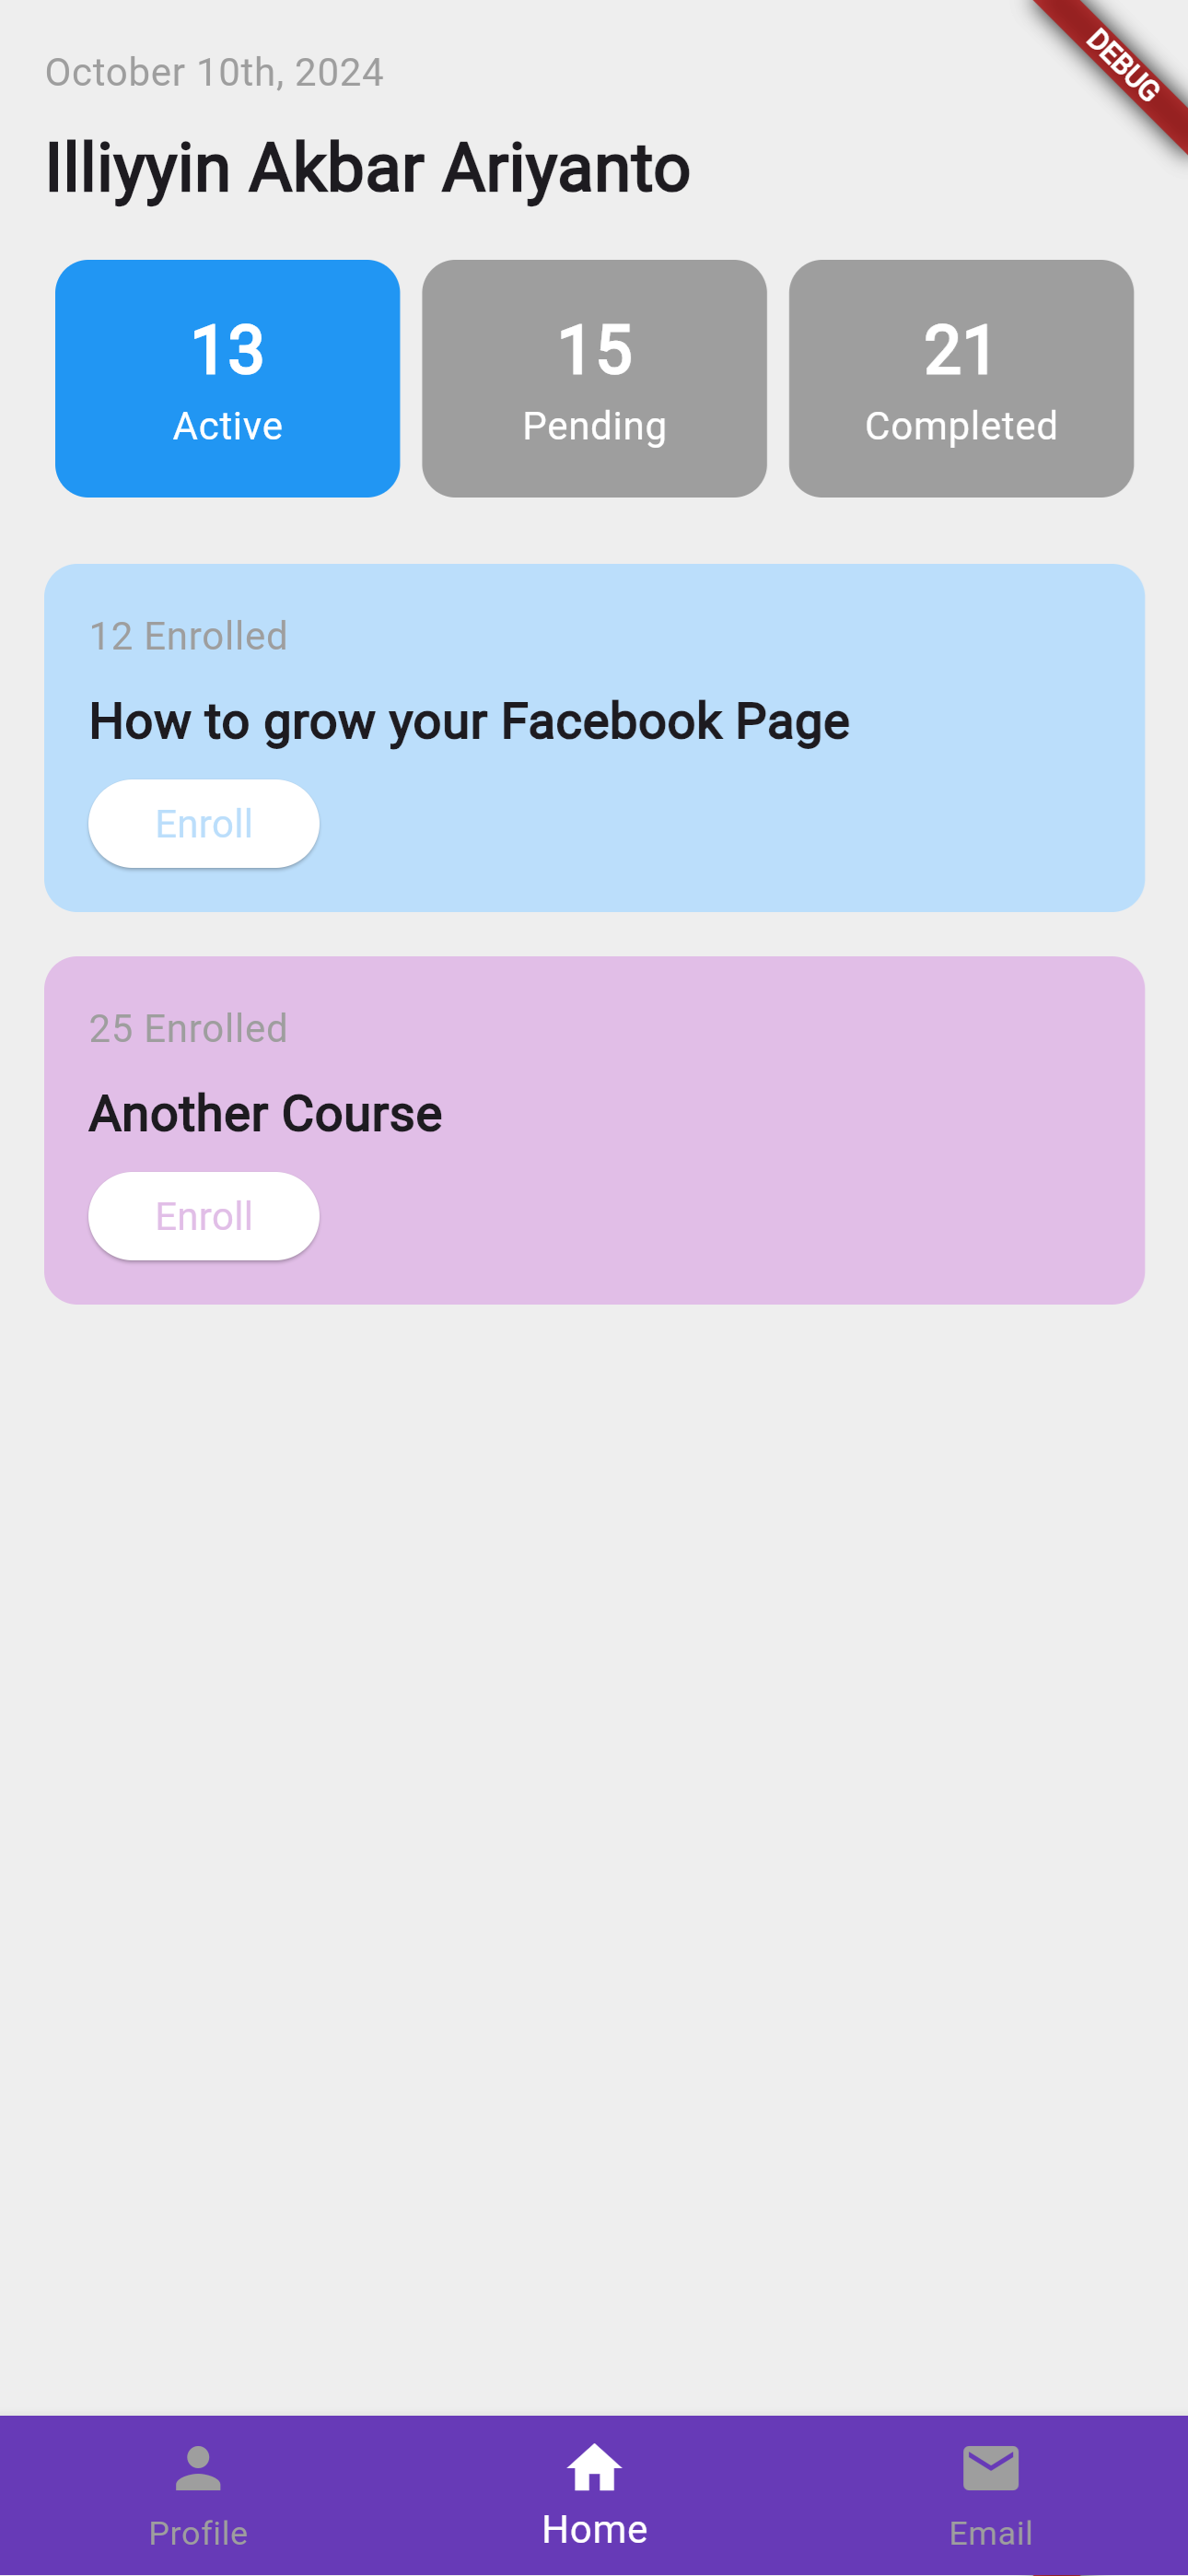 DEBUG
October 10th, 2024
Illiyyin Akbar Ariyanto
13
Active
15
Pending
21
Completed
12 Enrolled
How to grow your Facebook Page
Enroll
25 Enrolled
Another Course
Enroll
Profile
Home
Email